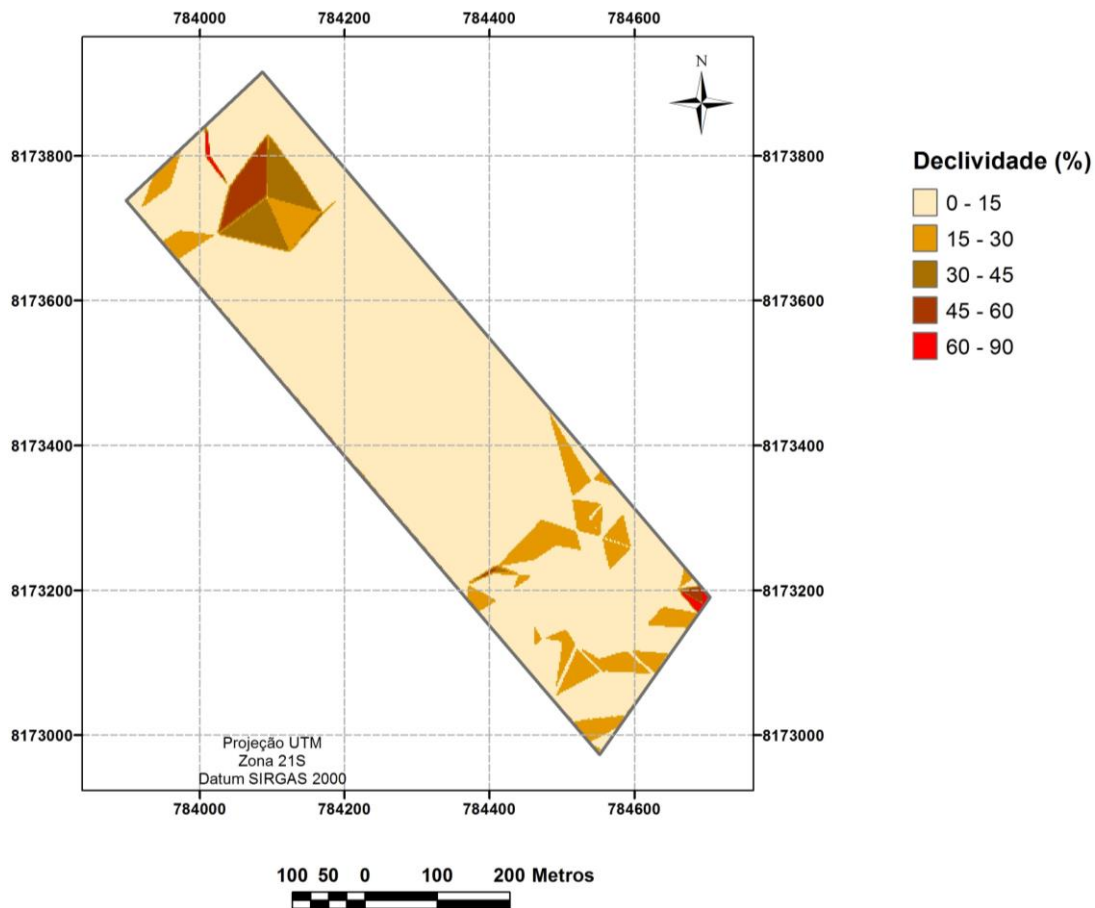 784000 784200 784400 784600
N
8173800 8173800
8173600 8173600
8173400 8173400
8173200 8173200
8173000 8173000
Projeção UTM
Zona 21S
Datum SIRGAS 2000
784000 784200 784400 784600
Declividade (%)
0 - 15
15 - 30
30 - 45
45 - 60
60 - 90
100 50 0 100 200 Metros